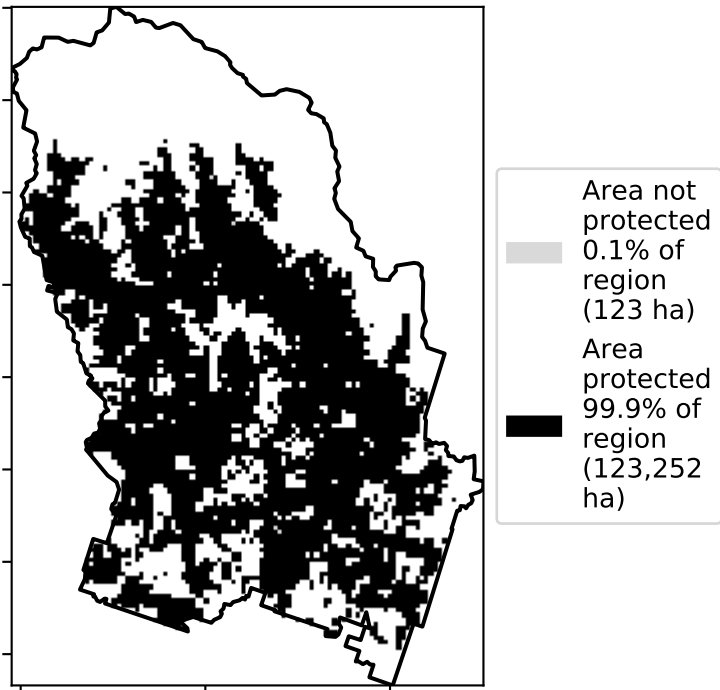 Area not
protected
0.1% of
region
(123 ha)
Area
protected
99.9% of
region
(123,252
ha)